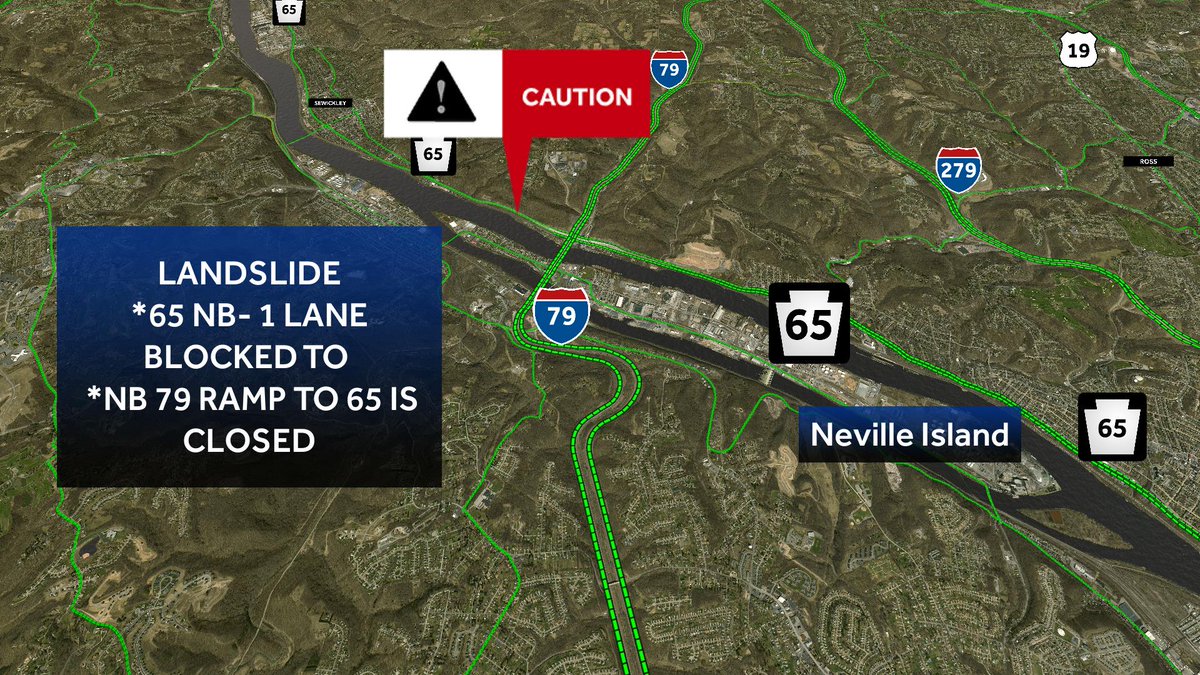 65
19
CAUTION
79
SEWICKLEY
65
ROSS
279
LANDSLIDE
*65 NB- 1 LANE
BLOCKED TO
*NB 79 RAMP TO 65 IS
CLOSED
79
65
Neville Island
65